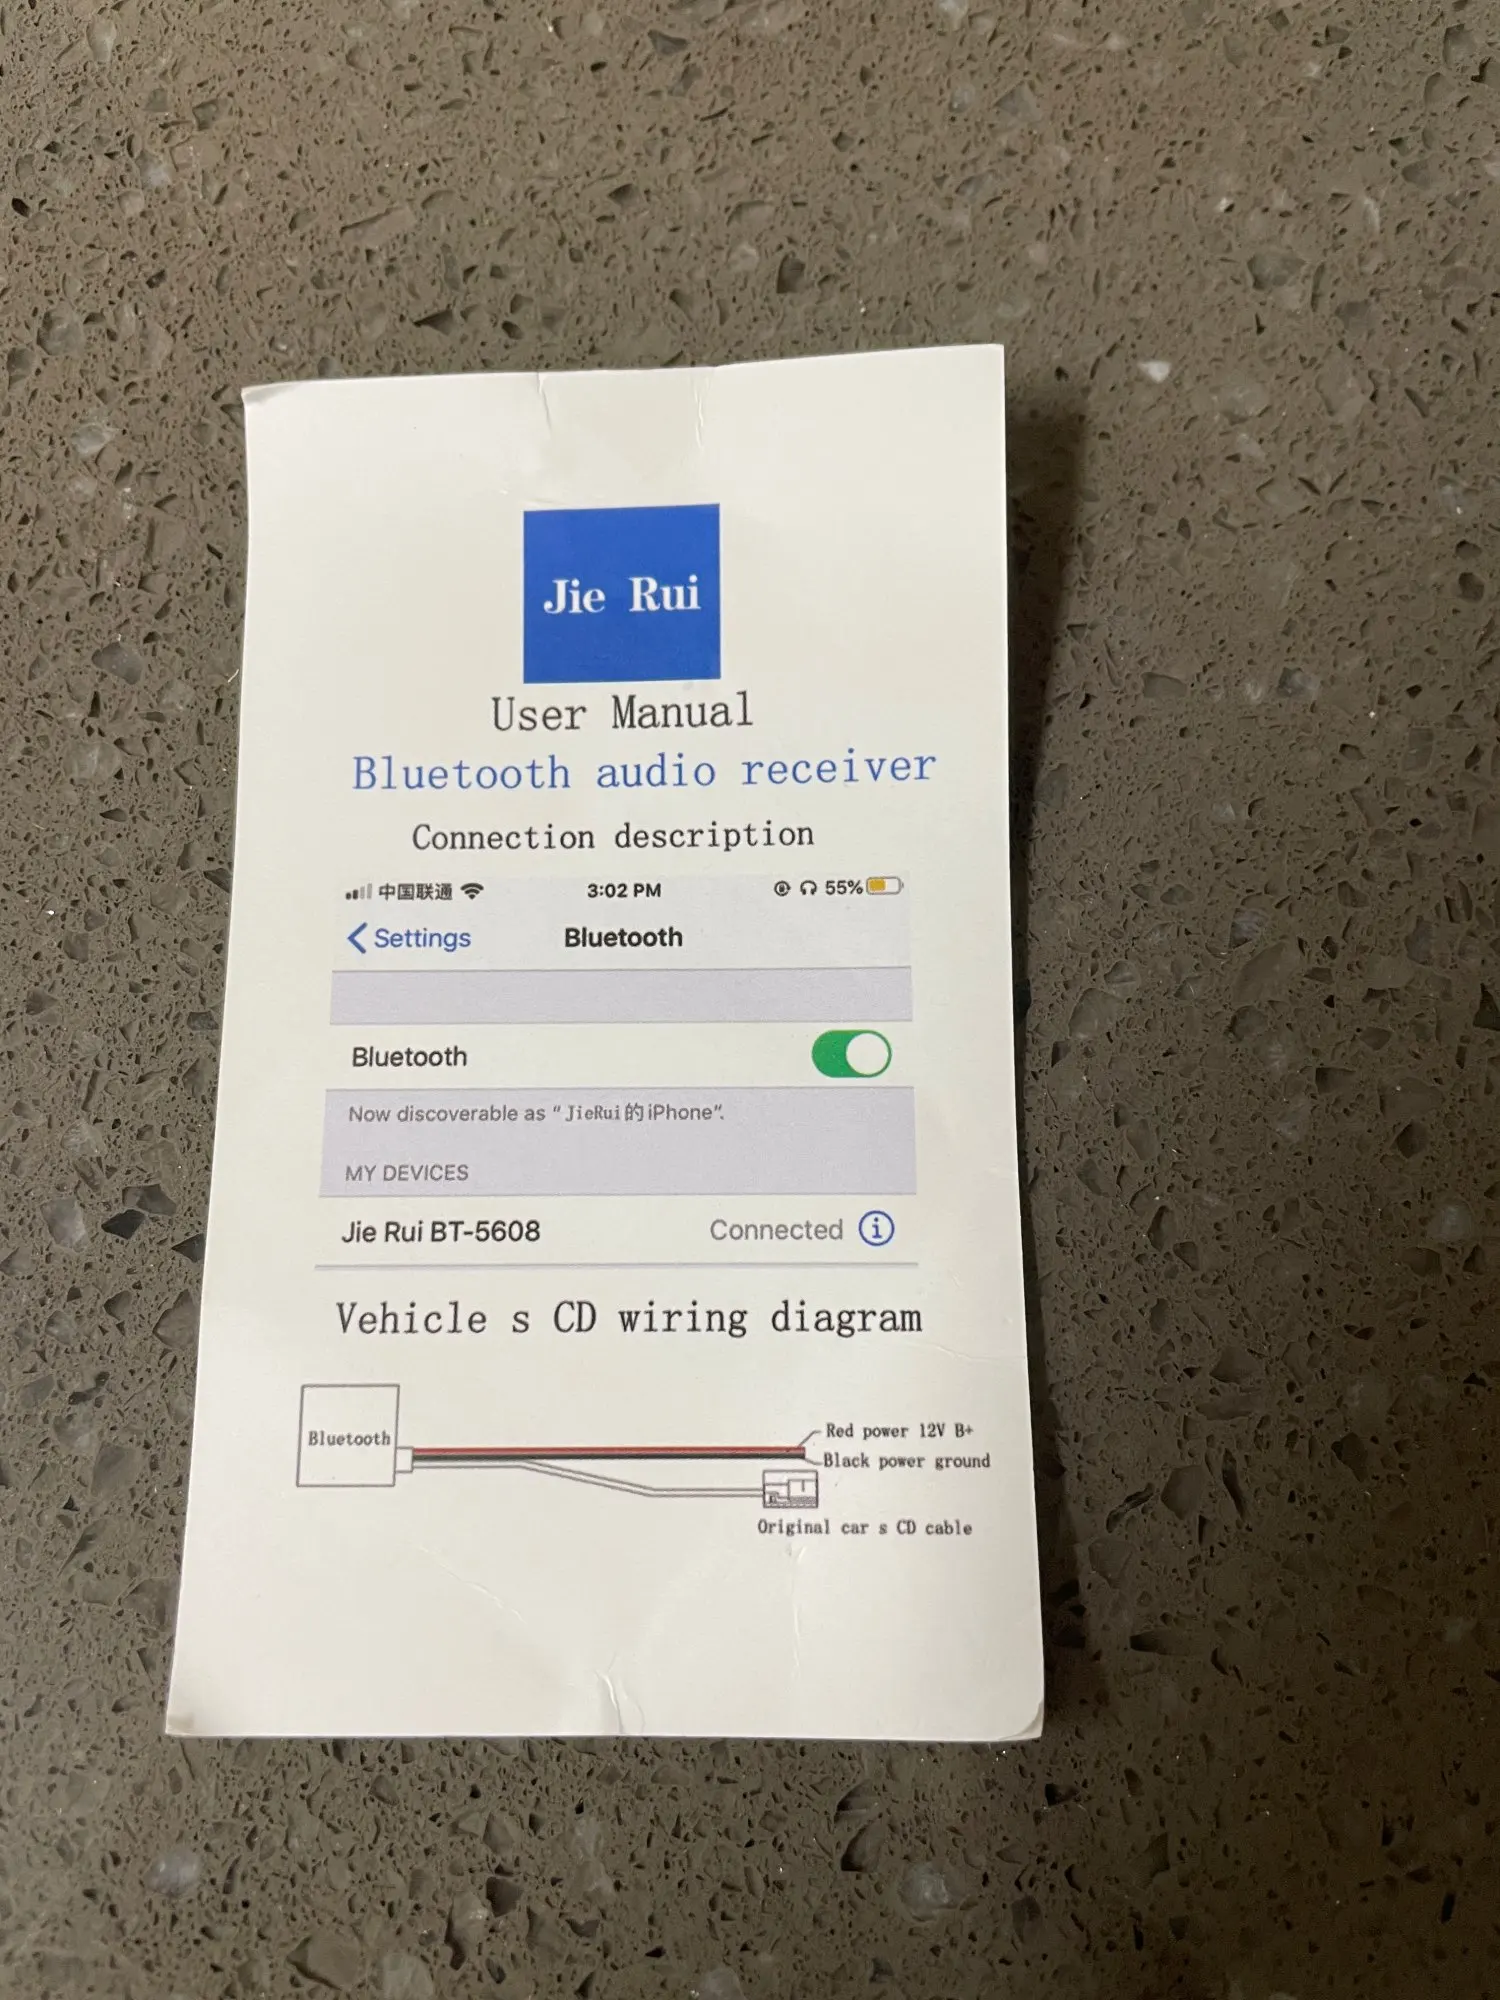 Jie Rui
User Manual
Bluetooth audio receiver
Connection description
中国联通 3:02 PM 55%
Settings Bluetooth
Bluetooth
Now discoverable as “JieRui的iPhone”.
MY DEVICES
Jie Rui BT-5608 Connected
Vehicle s CD wiring diagram
Bluetooth
Red power 12V B+
Black power ground
Original car s CD cable